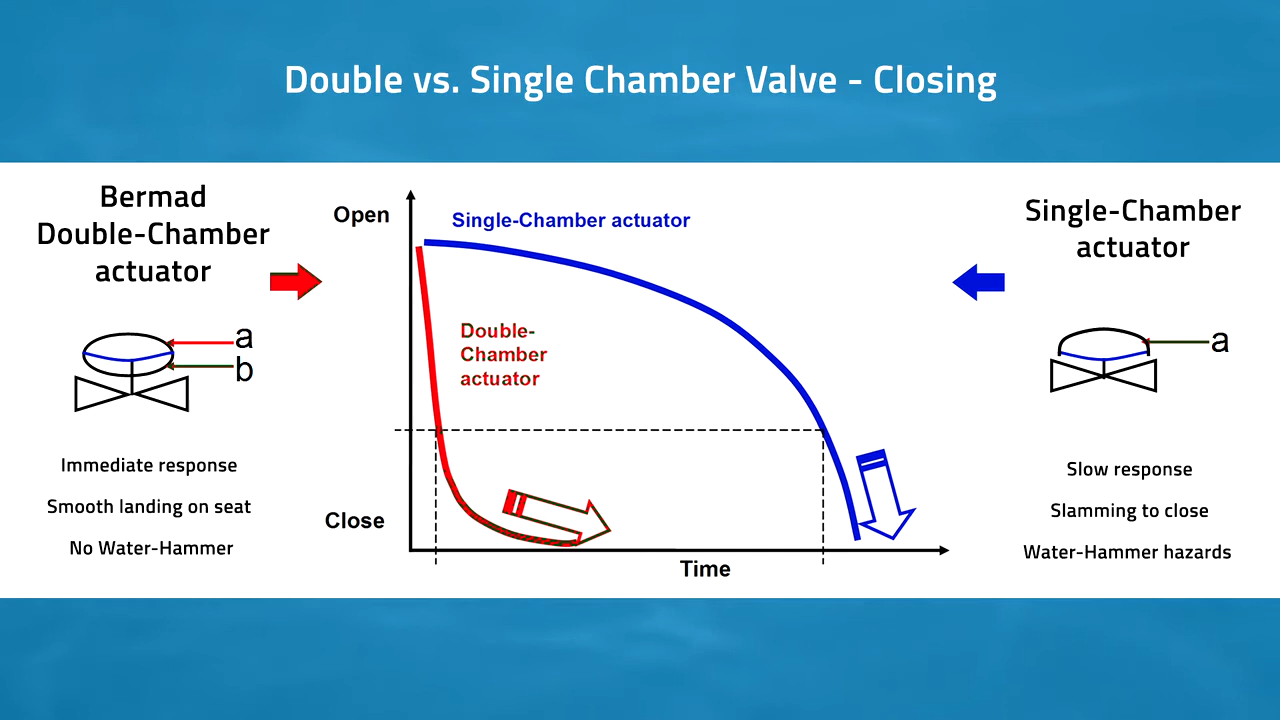 Double vs. Single Chamber Valve - Closing
Bermad
Double-Chamber
actuator
a
b
Immediate response
Smooth landing on seat
No Water-Hammer
Open
Single-Chamber actuator
Double-
Chamber
actuator
Close
Time
Single-Chamber
actuator
a
Slow response
Slamming to close
Water-Hammer hazards